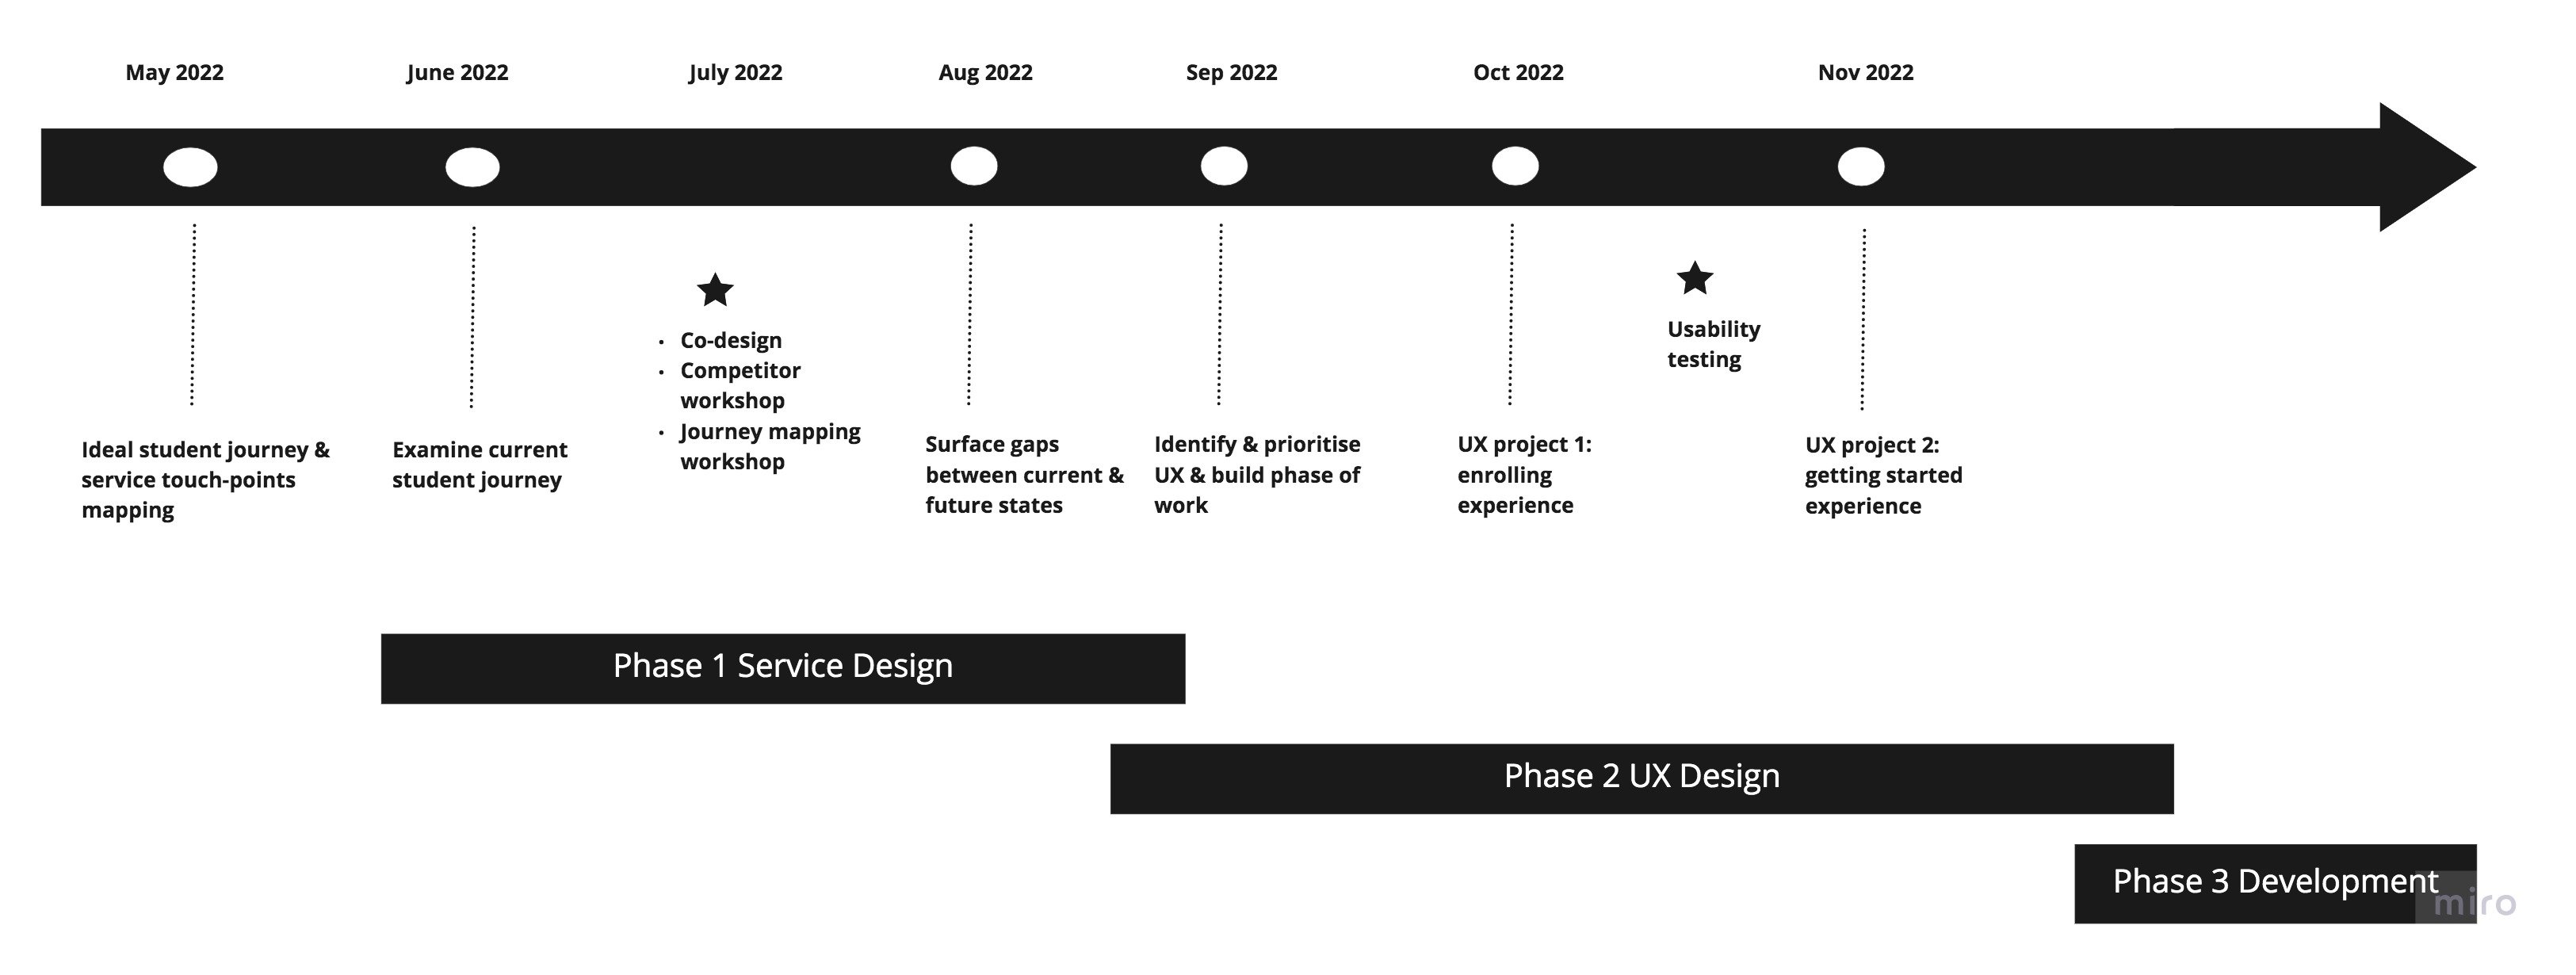 May 2022
June 2022
July 2022
Aug 2022
Sep 2022
Oct 2022
Nov 2022
Ideal student journey &
service touch-points
mapping
Examine current
student journey
• Co-design
• Competitor
workshop
• Journey mapping
workshop
Surface gaps
between current &
future states
Identify & prioritise
UX & build phase of
work
UX project 1:
enrolling
experience
Usability
testing
UX project 2:
getting started
experience
Phase 1 Service Design
Phase 2 UX Design
Phase 3 Development
miro